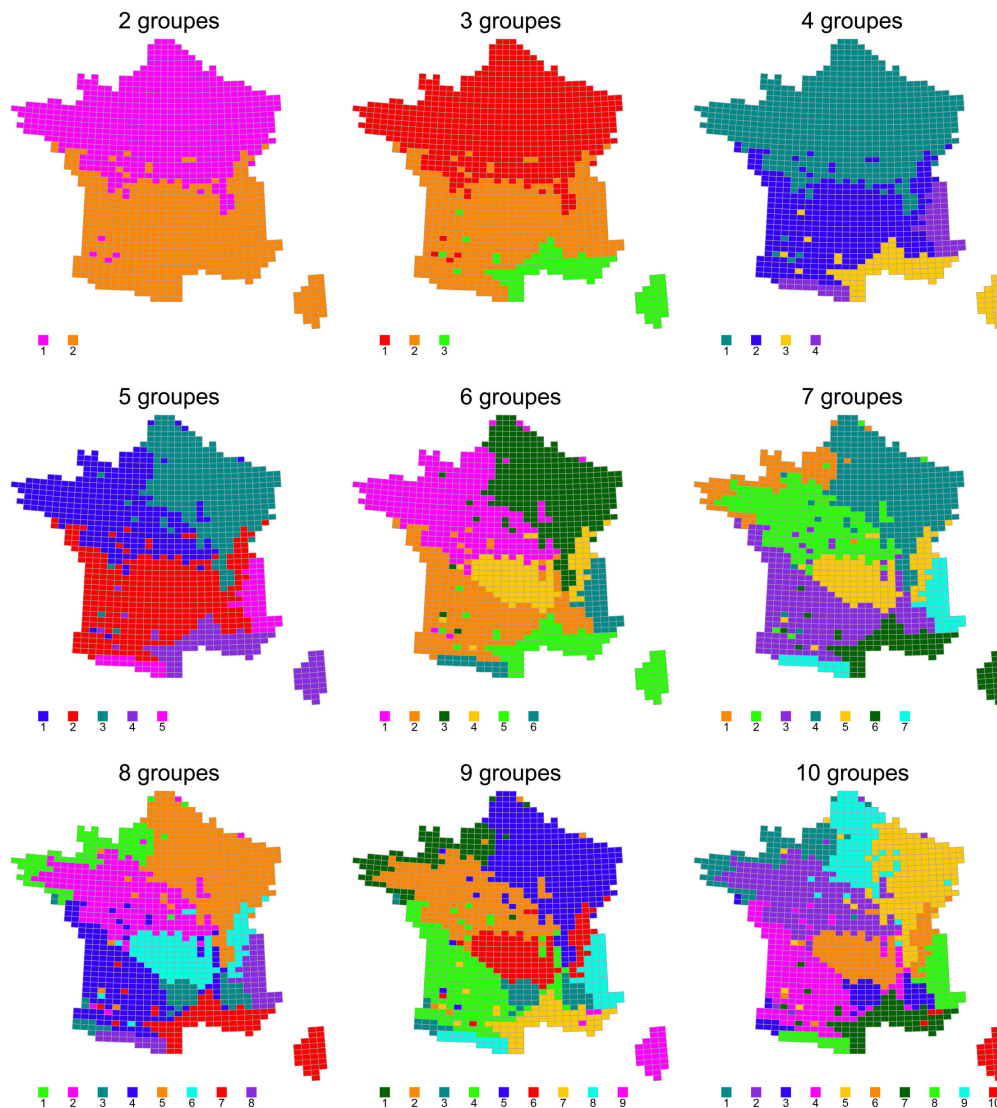 2 groupes
3 groupes
4 groupes
1 2
1 2 3
1 2 3 4
5 groupes
6 groupes
7 groupes
1 2 3 4 5
1 2 3 4 5 6
1 2 3 4 5 6 7
8 groupes
9 groupes
10 groupes
1 2 3 4 5 6 7 8
1 2 3 4 5 6 7 8 9
1 2 3 4 5 6 7 8 9 10